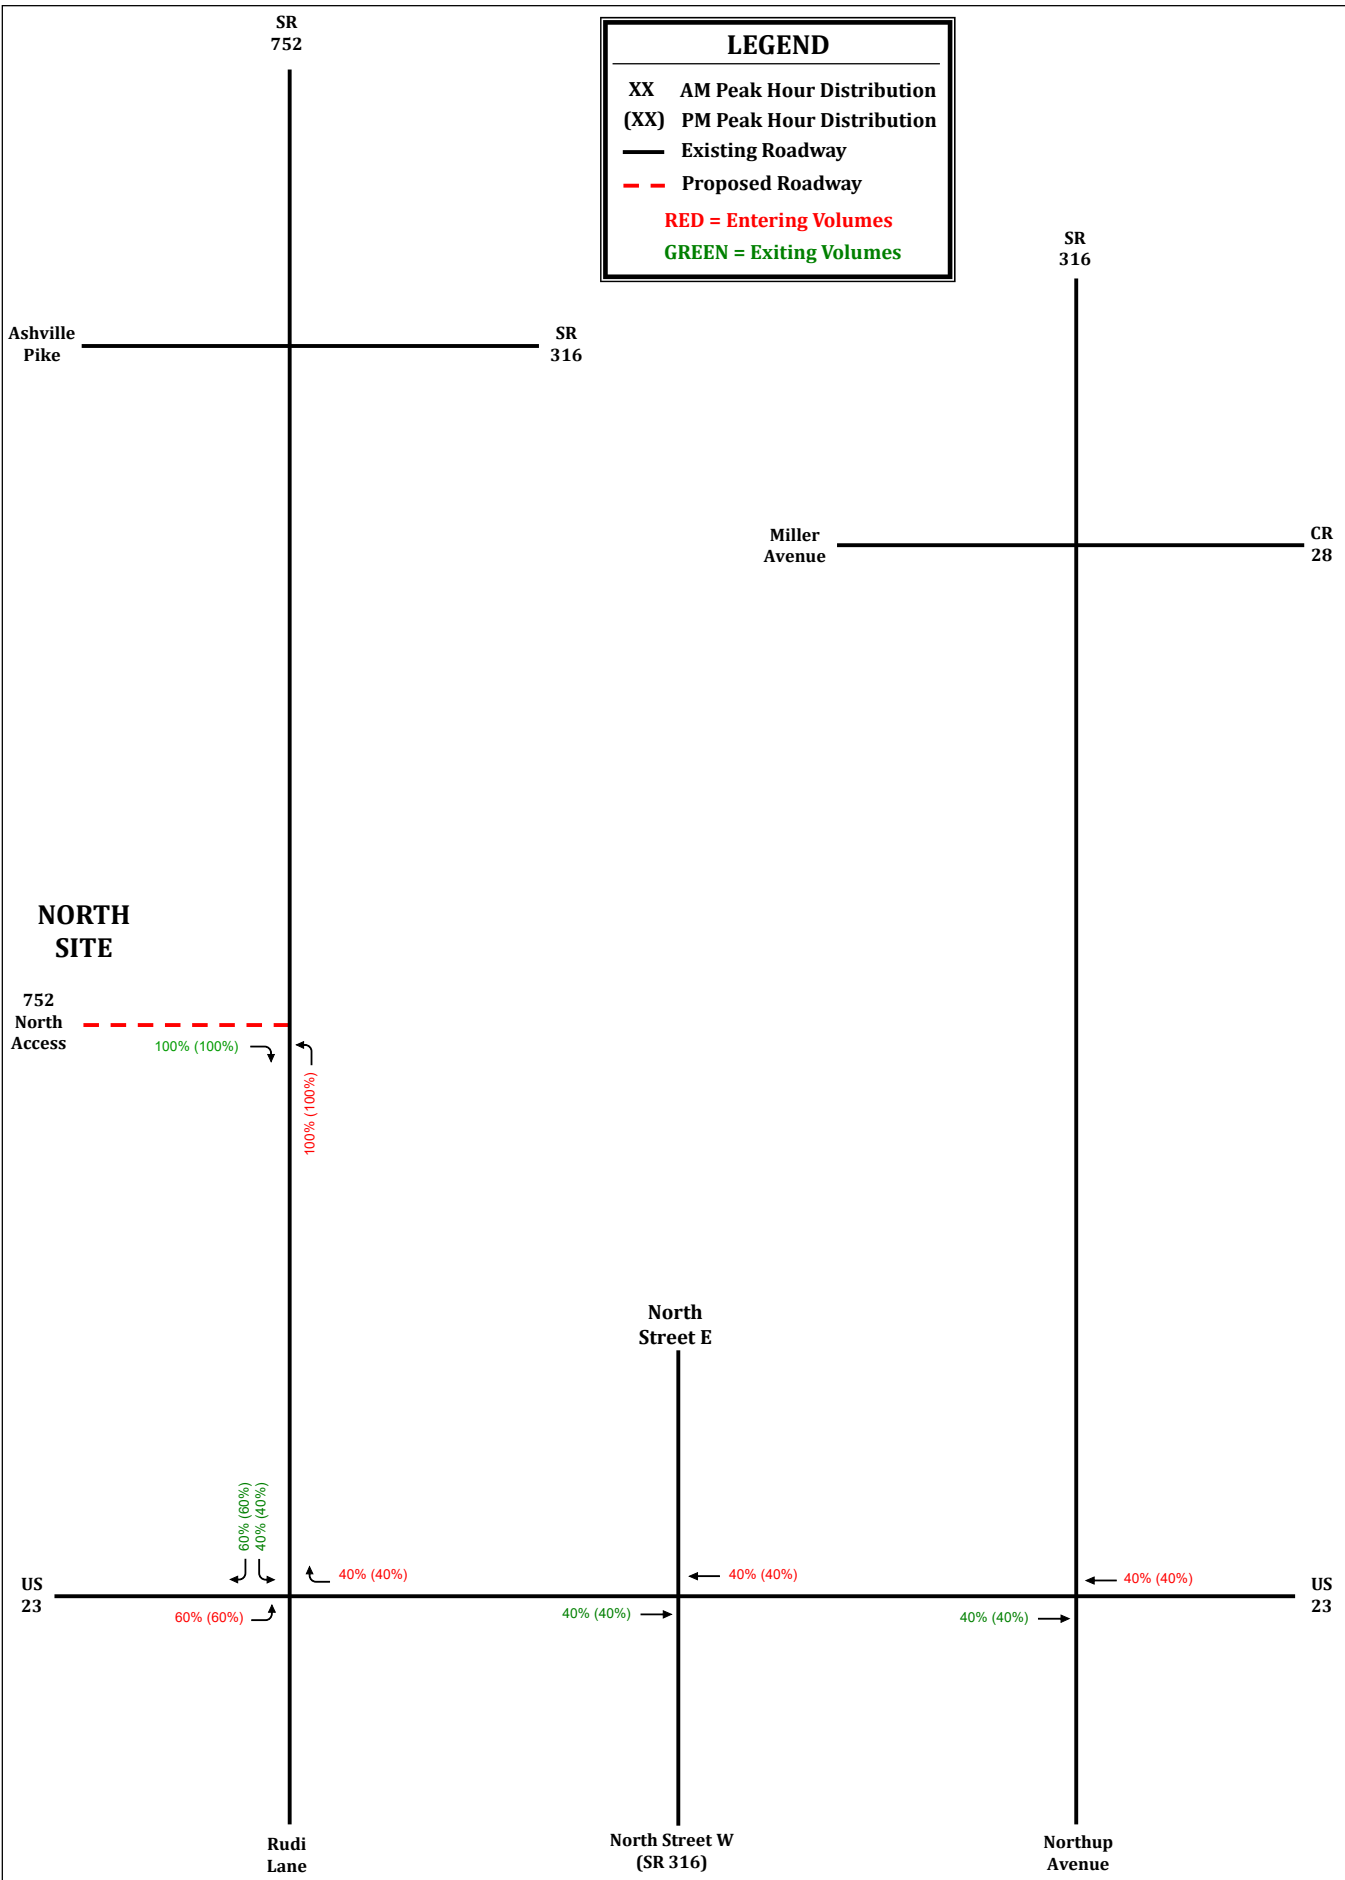 SR
752
LEGEND
XX AM Peak Hour Distribution
(XX) PM Peak Hour Distribution
Existing Roadway
Proposed Roadway
RED = Entering Volumes
GREEN = Exiting Volumes
SR
316
Ashville
Pike
SR
316
Miller
Avenue
CR
28
NORTH
SITE
752
North
Access
100% (100%)
100% (100%)
North
Street E
60% (60%)
40% (40%)
US
23
40% (40%)
60% (60%)
40% (40%)
40% (40%)
40% (40%)
40% (40%)
US
23
Rudi
Lane
North Street W
(SR 316)
Northup
Avenue